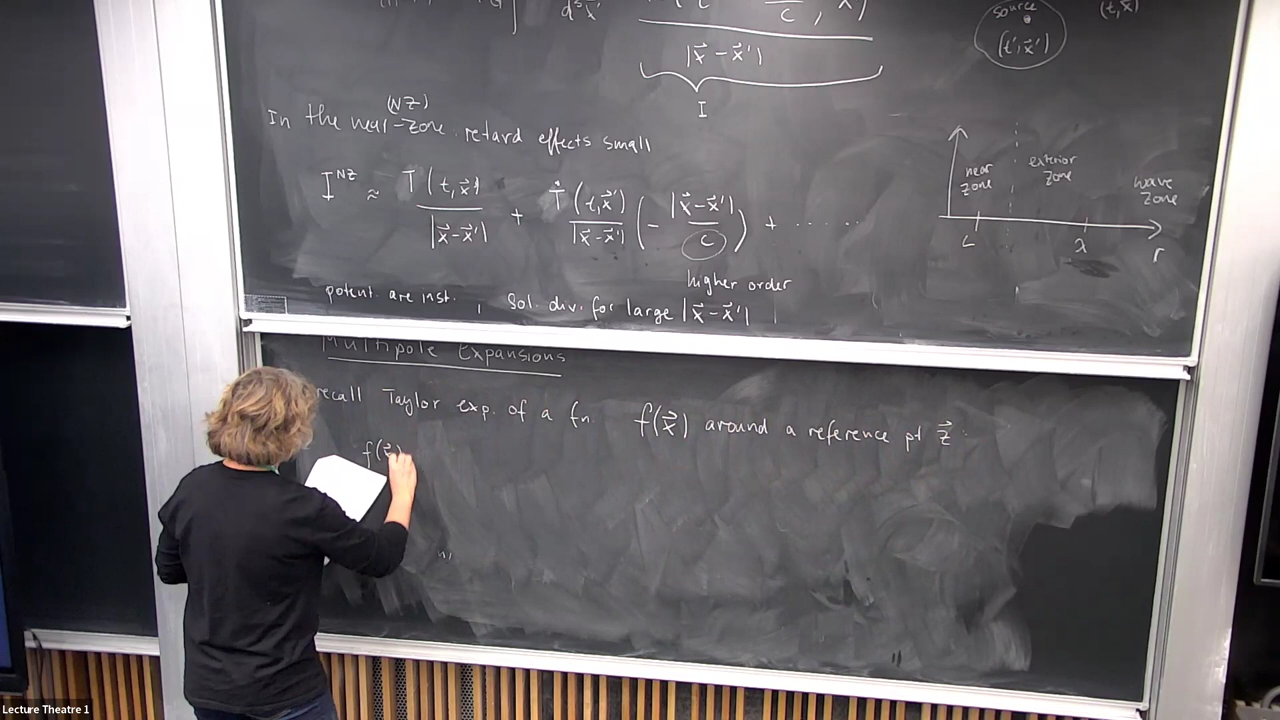 c
|x⃗ - x⃗'|
I
source
(t', x⃗')
(t, x⃗)
(NZ)
In the near-zone retard effects small
I^NZ ≈ T(t, x⃗') / |x⃗-x⃗'| + Ṫ(t, x⃗') / |x⃗-x⃗'| (- |x⃗-x⃗'| / c) + ......
higher order
potent. are inst. , Sol. div. for large |x⃗-x⃗'|
near zone
exterior zone
wave zone
L
λ
r
Multipole Expansions
recall Taylor exp. of a fn. f(x⃗) around a reference pt z⃗ :
f(x⃗)
Lecture Theatre 1